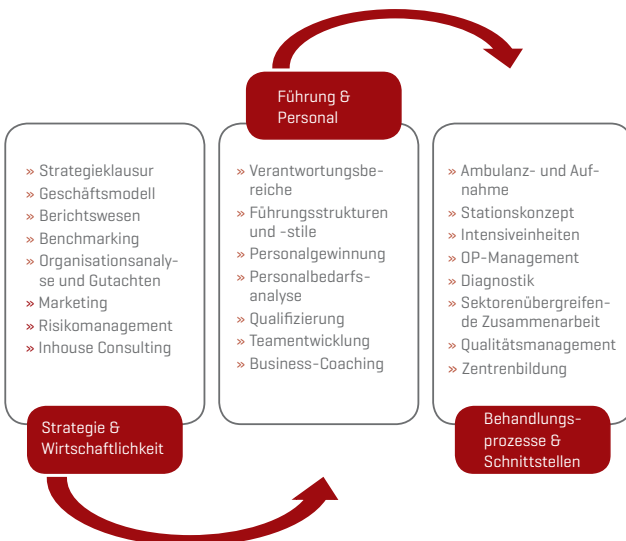 » Strategieklausur
» Geschäftsmodell
» Berichtswesen
» Benchmarking
» Organisationsanaly-
se und Gutachten
» Marketing
» Risikomanagement
» Inhouse Consulting
Strategie &
Wirtschaftlichkeit
Führung &
Personal
» Verantwortungsbe-
reiche
» Führungsstrukturen
und -stile
» Personalgewinnung
» Personalbedarfs-
analyse
» Qualifizierung
» Teamentwicklung
» Business-Coaching
» Ambulanz- und Auf-
nahme
» Stationskonzept
» Intensiveinheiten
» OP-Management
» Diagnostik
» Sektorenübergreifen-
de Zusammenarbeit
» Qualitätsmanagement
» Zentrenbildung
Behandlungs-
prozesse &
Schnittstellen